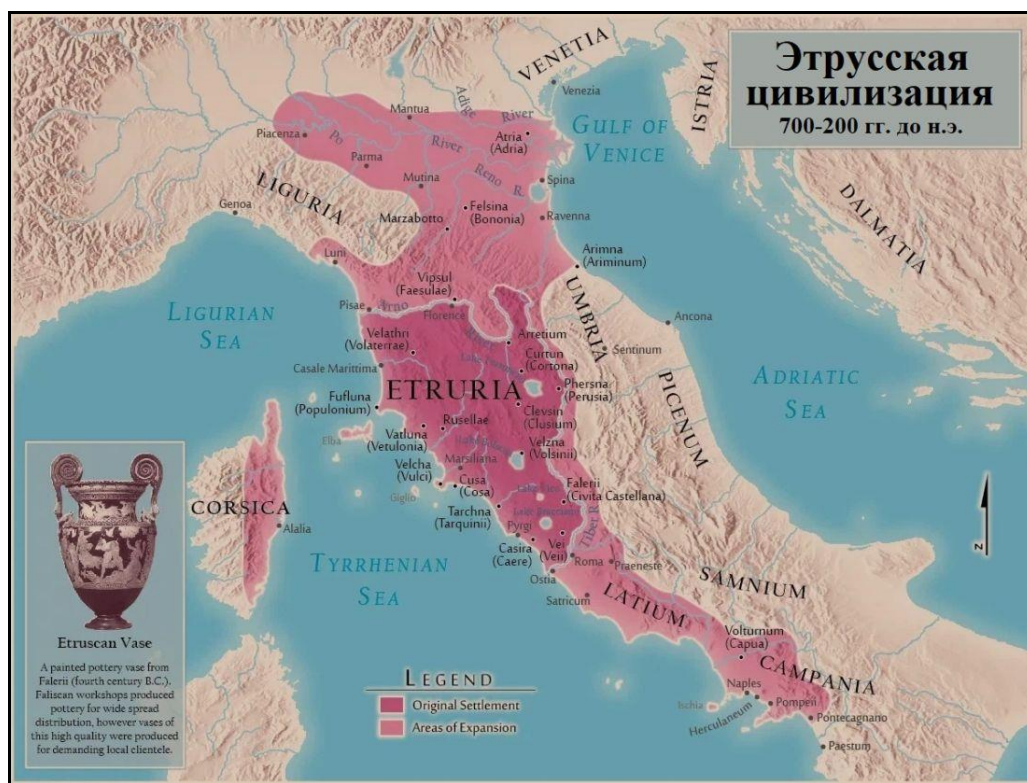 Этрусская
цивилизация
700-200 гг. до н.э.
VENETIA
Venezia
ISTRIA
GULF OF
VENICE
Mantua
Adige River
Atria
(Adria)
Piacenza
Po River
Parma
Reno R.
Spina
Mutina
LIGURIA
Felsina
(Bononia)
Ravenna
Genoa
Marzabotto
DALMATIA
Luni
Arimna
(Ariminum)
Vipsul
(Faesulae)
Pisae
Arno River
Florence
UMBRIA
Ancona
LIGURIAN
SEA
Velathri
(Volaterrae)
Arretium
Sentinum
Casale Marittima
Curtun
(Cortona)
PICENUM
ADRIATIC
SEA
ETRURIA
Phersna
(Perusia)
Fufluna
(Populonium)
Clevsin
(Clusium)
Rusellae
Elba
Vatluna
(Vetulonia)
Velzna
(Volsinii)
Marsiliana
Velcha
(Vulci)
Cusa
(Cosa)
Giglio
Falerii
(Civita Castellana)
CORSICA
Alalia
Tarchna
(Tarquinii)
Tiber R.
Pyrgi
Casira
(Caere)
Vei
(Veii)
Roma
Praeneste
TYRRHENIAN
SEA
Ostia
SAMNIUM
Satricum
LATIUM
Volturnum
(Capua)
CAMPANIA
Naples
Ischia
Pompeii
Herculaneum
Pontecagnano
Paestum
N
Etruscan Vase
A painted pottery vase from
Falerii (fourth century B.C.).
Faliscan workshops produced
pottery for wide spread
distribution, however vases of
this high quality were produced
for demanding local clientele.
LEGEND
Original Settlement
Areas of Expansion